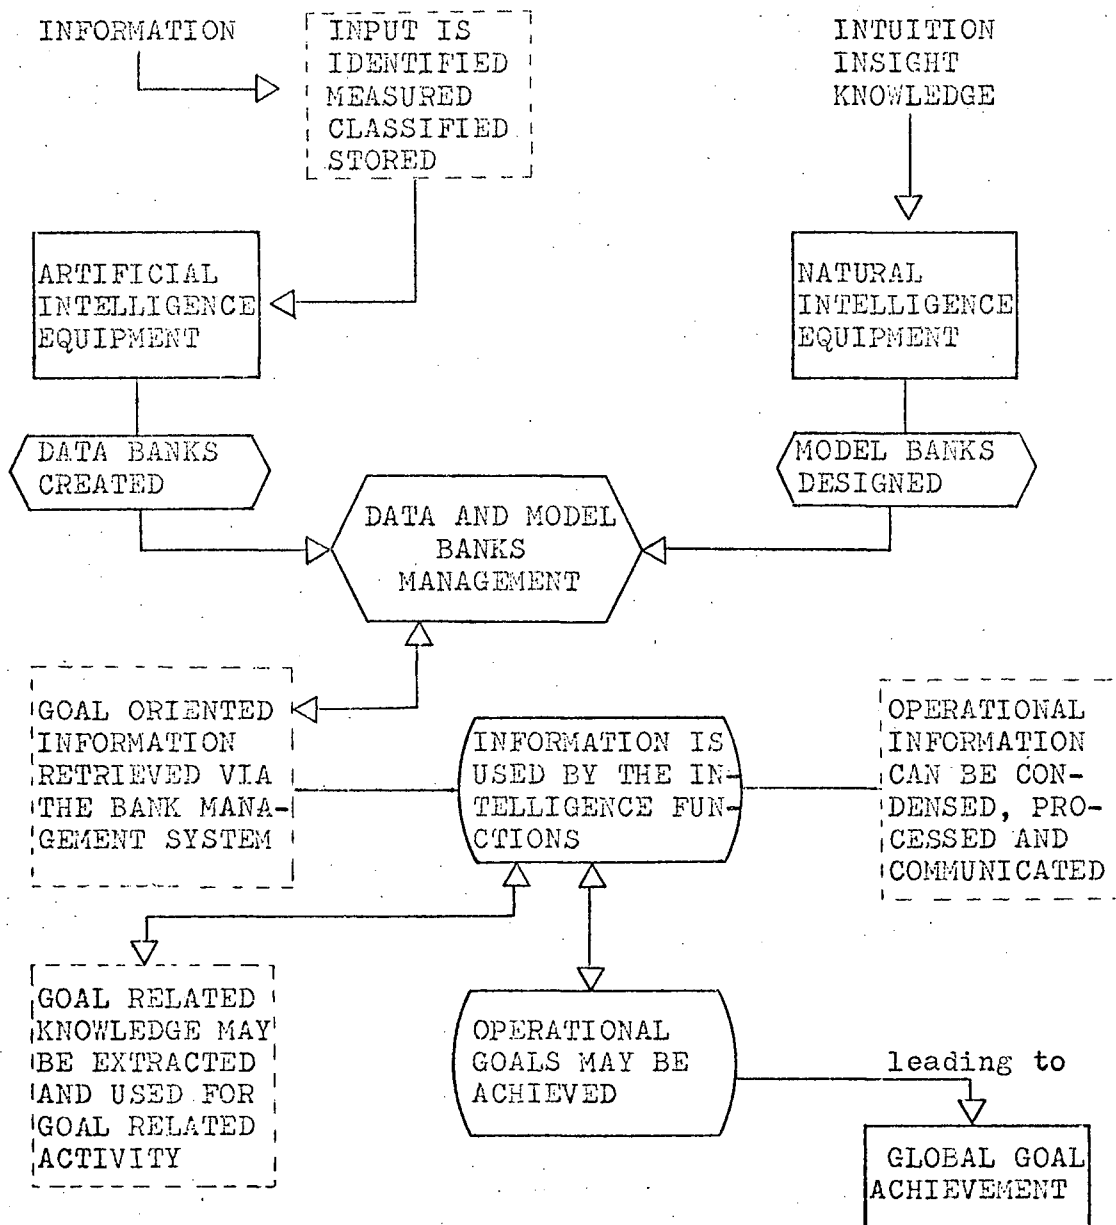 INFORMATION
INPUT IS
IDENTIFIED
MEASURED
CLASSIFIED
STORED
INTUITION
INSIGHT
KNOWLEDGE
ARTIFICIAL
INTELLIGENCE
EQUIPMENT
NATURAL
INTELLIGENCE
EQUIPMENT
DATA BANKS
CREATED
MODEL BANKS
DESIGNED
DATA AND MODEL
BANKS
MANAGEMENT
GOAL ORIENTED
INFORMATION
RETRIEVED VIA
THE BANK MANA-
GEMENT SYSTEM
INFORMATION IS
USED BY THE IN-
TELLIGENCE FUN-
CTIONS
OPERATIONAL
INFORMATION
CAN BE CON-
DENSED, PRO-
CESSED AND
COMMUNICATED
GOAL RELATED
KNOWLEDGE MAY
BE EXTRACTED
AND USED FOR
GOAL RELATED
ACTIVITY
OPERATIONAL
GOALS MAY BE
ACHIEVED
leading to
GLOBAL GOAL
ACHIEVEMENT